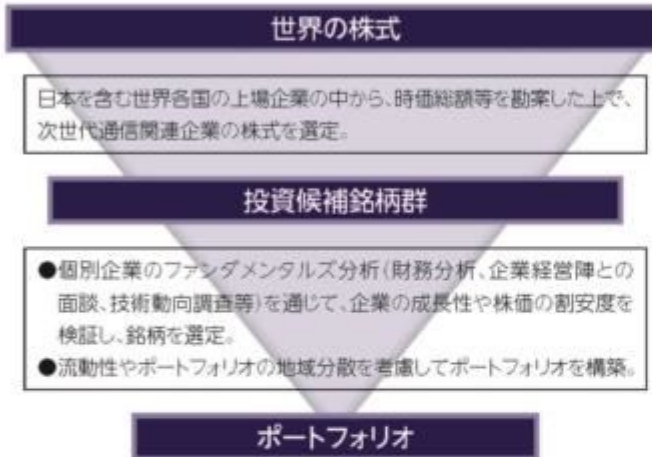 世界の株式
日本を含む世界各国の上場企業の中から、時価総額等を勘案した上で、
次世代通信関連企業の株式を選定。
投資候補銘柄群
●個別企業のファンダメンタルズ分析(財務分析、企業経営陣との
面談、技術動向調査等)を通じて、企業の成長性や株価の割安度を
検証し、銘柄を選定。
●流動性やポートフォリオの地域分散を考慮してポートフォリオを構築。
ポートフォリオ